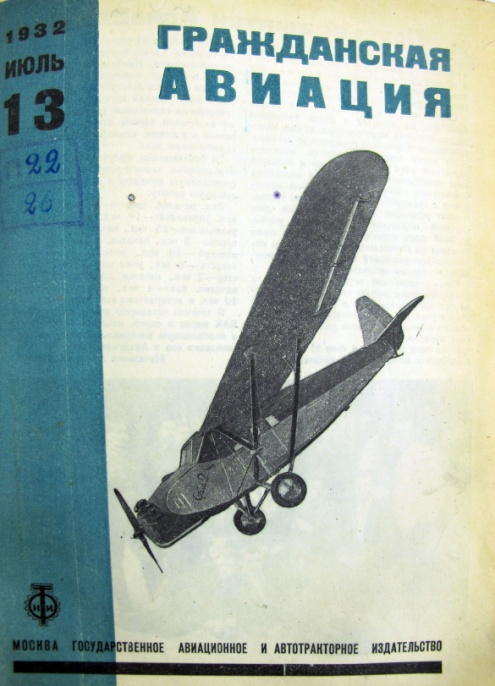 1932
ИЮЛЬ
13
22
26
ГРАЖДАНСКАЯ
АВИАЦИЯ
МОСКВА ГОСУДАРСТВЕННОЕ АВИАЦИОННОЕ И АВТОТРАКТОРНОЕ ИЗДАТЕЛЬСТВО